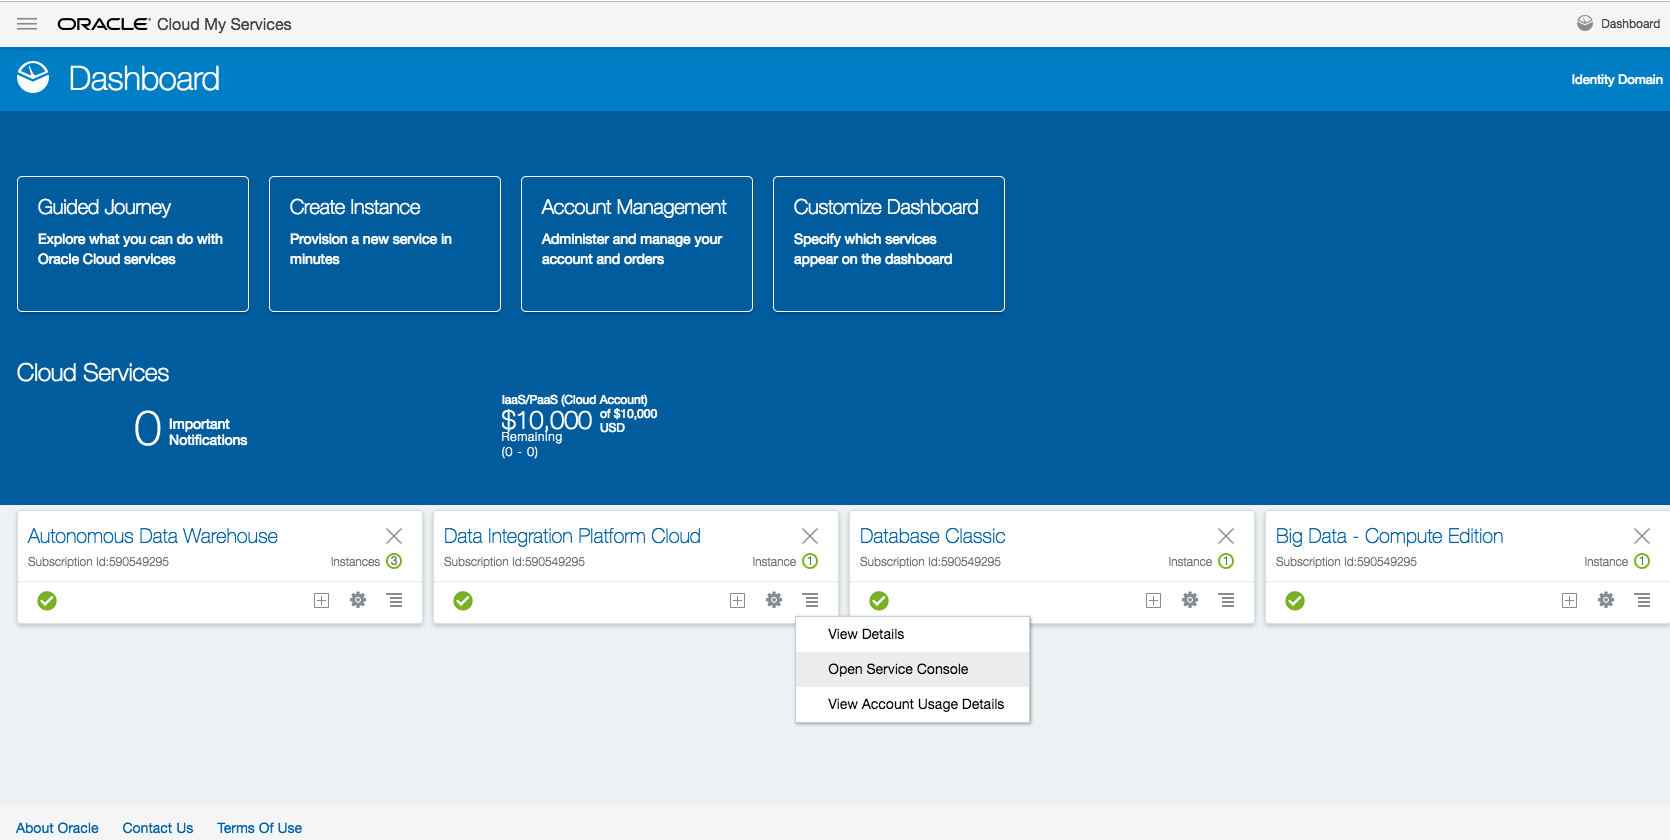 ORACLE® Cloud My Services
Dashboard
Dashboard
Identity Domain
Guided Journey
Explore what you can do with
Oracle Cloud services
Create Instance
Provision a new service in
minutes
Account Management
Administer and manage your
account and orders
Customize Dashboard
Specify which services
appear on the dashboard
Cloud Services
0 Important
Notifications
IaaS/PaaS (Cloud Account)
$10,000 of $10,000
USD
Remaining
(0 - 0)
Autonomous Data Warehouse
Subscription Id:590549295
Instances 3
Data Integration Platform Cloud
Subscription Id:590549295
Instance 1
Database Classic
Subscription Id:590549295
Instance 1
Big Data - Compute Edition
Subscription Id:590549295
Instance 1
View Details
Open Service Console
View Account Usage Details
About Oracle
Contact Us
Terms Of Use